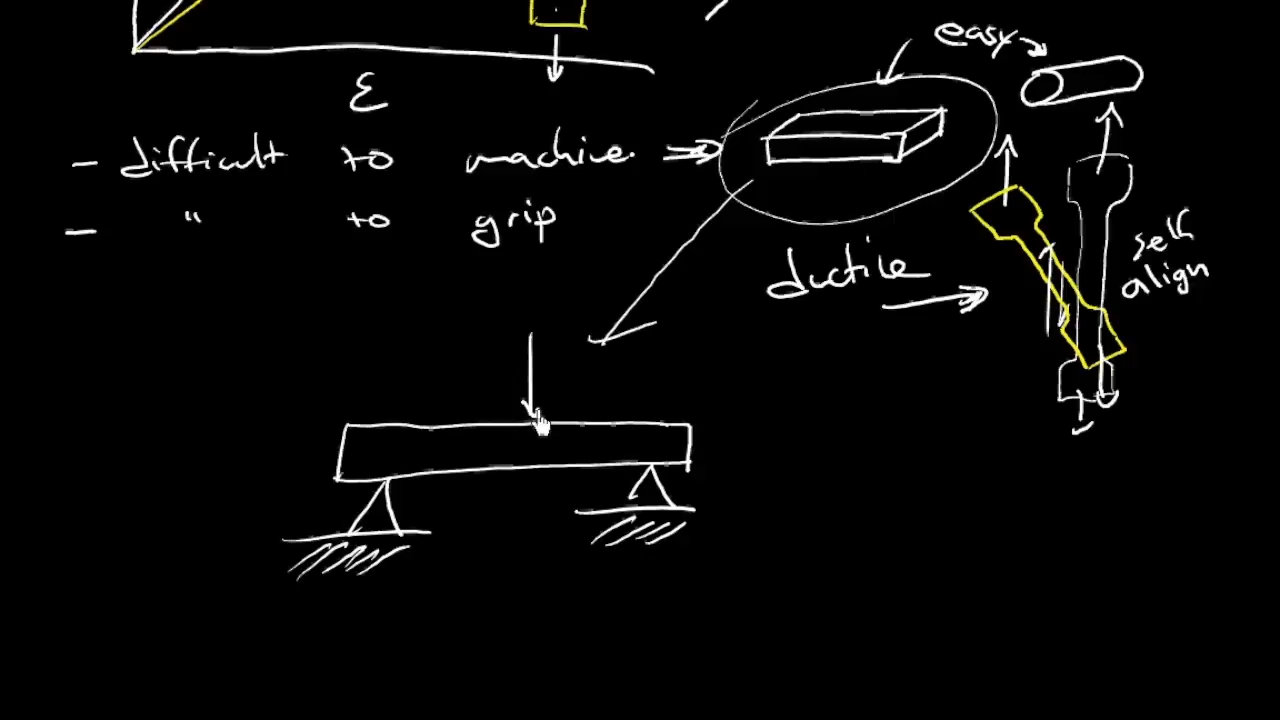 easy
ε
- difficult to machine
- " to grip
ductile
self
align